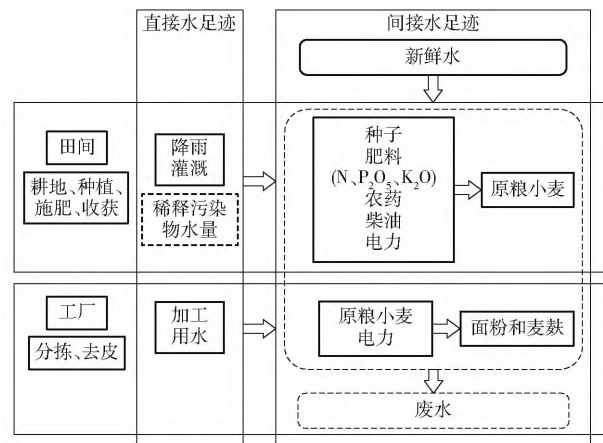 直接水足迹
间接水足迹
新鲜水
田间
耕地、种植、
施肥、收获
降雨
灌溉
稀释污染
物水量
种子
肥料
(N、P₂O₅、K₂O)
农药
柴油
电力
原粮小麦
工厂
分拣、去皮
加工
用水
原粮小麦
电力
面粉和麦麸
废水